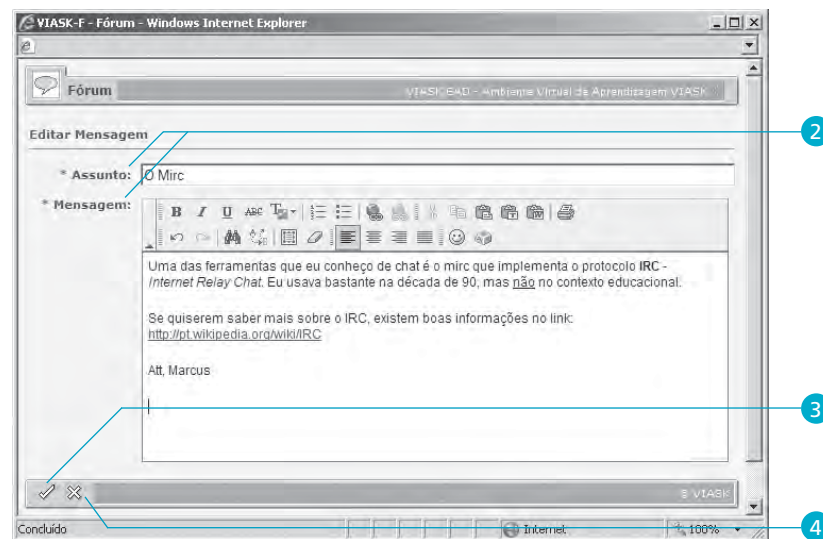 VIASK-F - Fórum - Windows Internet Explorer
Fórum
VIASK EAD - Ambiente Virtual de Aprendizagem VIASK
Editar Mensagem
2
* Assunto: O Mirc
* Mensagem:
B I U ABC
Uma das ferramentas que eu conheço de chat é o mirc que implementa o protocolo IRC -
Internet Relay Chat. Eu usava bastante na década de 90, mas não no contexto educacional.
Se quiserem saber mais sobre o IRC, existem boas informações no link:
http://pt.wikipedia.org/wiki/IRC
Att, Marcus
3
VIASK
Concluído Internet 100%
4